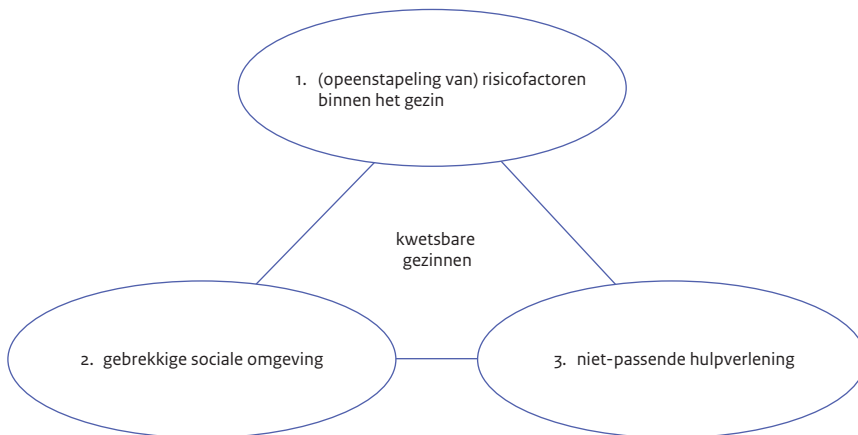 1. (opeenstapeling van) risicofactoren
binnen het gezin
kwetsbare
gezinnen
2. gebrekkige sociale omgeving
3. niet-passende hulpverlening